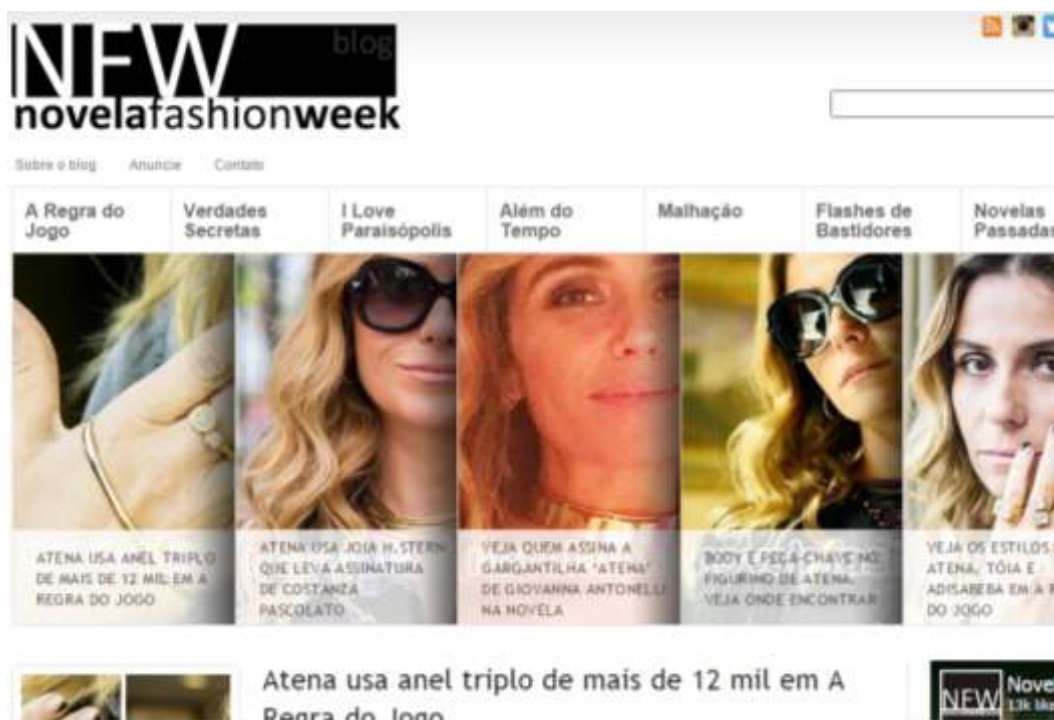 NFW blog
novelafashionweek
Sobre o blog Anuncie Contato
A Regra do
Jogo
Verdades
Secretas
I Love
Paraisópolis
Além do
Tempo
Malhação
Flashes de
Bastidores
Novelas
Passadas
ATENA USA ANEL TRIPLO
DE MAIS DE 12 MIL EM A
REGRA DO JOGO
ATENA USA JOIA H.STERN
QUE LEVA ASSINATURA
DE COSTANZA
PASCOLATO
VEJA QUEM ASSINA A
GARGANTILHA "ATENA"
DE GIOVANNA ANTONELLI
NA NOVELA
BODY É PEÇA-CHAVE NO
FIGURINO DE ATENA.
VEJA ONDE ENCONTRAR
VEJA OS ESTILOS
ATENA, TÓIA E
ADISABEBA EM A
DO JOGO
Atena usa anel triplo de mais de 12 mil em A
Regra do Jogo
NFW
Nove
13k lik